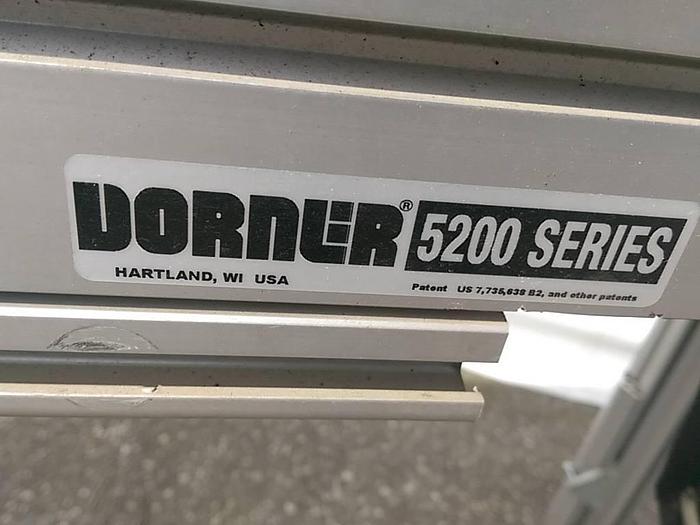 DORNER® 5200 SERIES
HARTLAND, WI USA
Patent US 7,735,638 B2, and other patents